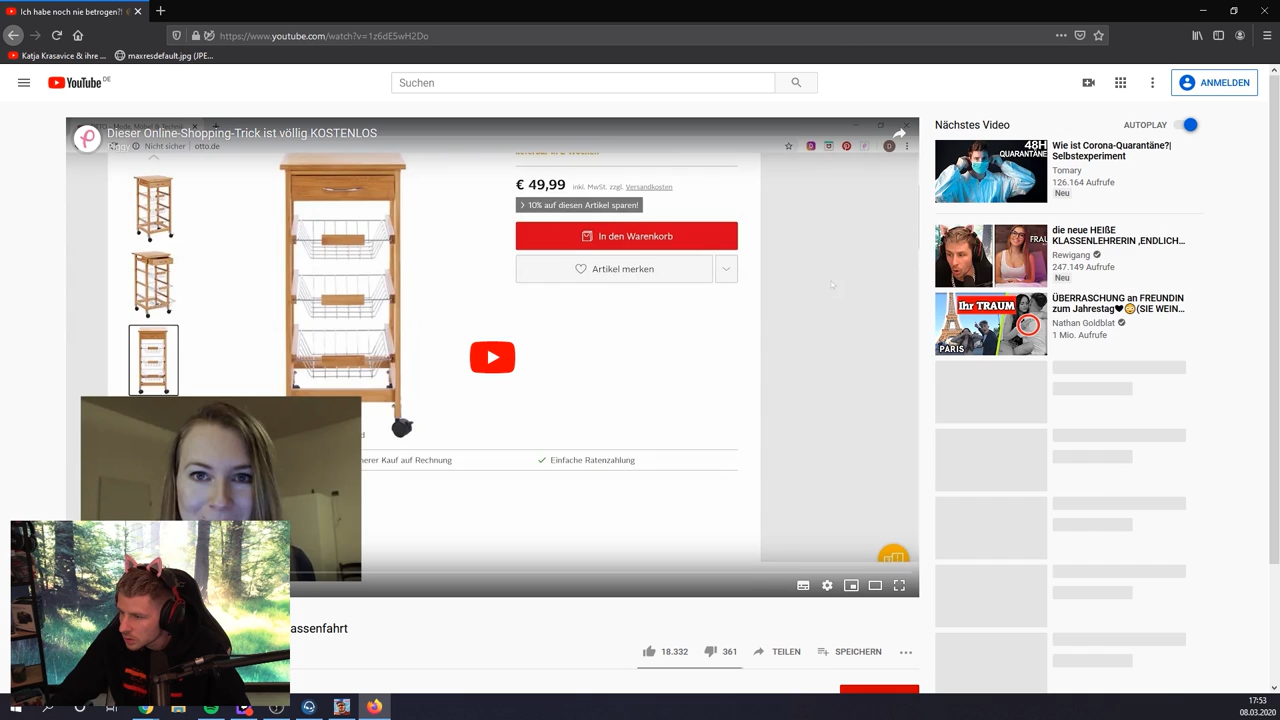 Ich habe noch nie betrogen?!
https://www.youtube.com/watch?v=1z6dE5wH2Do
Katja Krasavice & ihre ...
maxresdefault.jpg (JPE...
YouTube DE
Suchen
ANMELDEN
Dieser Online-Shopping-Trick ist völlig KOSTENLOS
Nicht sicher
otto.de
€ 49,99 inkl. MwSt. zzgl. Versandkosten
10% auf diesen Artikel sparen!
In den Warenkorb
Artikel merken
herer Kauf auf Rechnung
Einfache Ratenzahlung
assenfahrt
18.332
361
TEILEN
SPEICHERN
Nächstes Video
AUTOPLAY
48H
QUARANTÄNE
Wie ist Corona-Quarantäne?|
Selbstexperiment
Tomary
126.164 Aufrufe
Neu
FRAU
die neue HEIßE
KLASSENLEHRERIN ,ENDLICH...
Rewigang
247.149 Aufrufe
Neu
Ihr TRAUM
PARIS
ÜBERRASCHUNG an FREUNDIN
zum Jahrestag🖤😳(SIE WEIN...
Nathan Goldblat
1 Mio. Aufrufe
17:53
08.03.2020